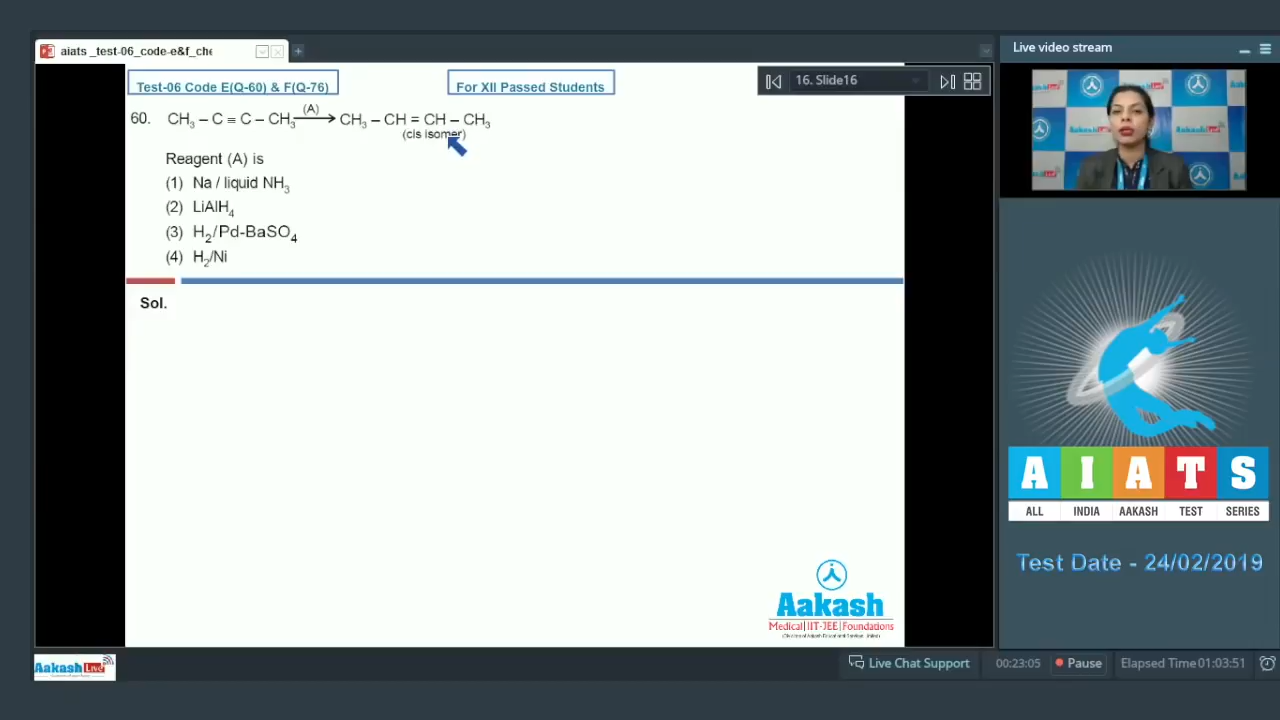 aiats _test-06_code-e&f_che
Live video stream
Test-06 Code E(Q-60) & F(Q-76)
For XII Passed Students
16. Slide16
60. CH₃ – C ≡ C – CH₃ —(A)→ CH₃ – CH = CH – CH₃
(cis isomer)
Reagent (A) is
(1) Na / liquid NH₃
(2) LiAlH₄
(3) H₂/Pd-BaSO₄
(4) H₂/Ni
Sol.
A I A T S
ALL INDIA AAKASH TEST SERIES
Test Date - 24/02/2019
Aakash
Medical|IIT-JEE|Foundations
Aakash Live
Live Chat Support
00:23:05
Pause
Elapsed Time 01:03:51